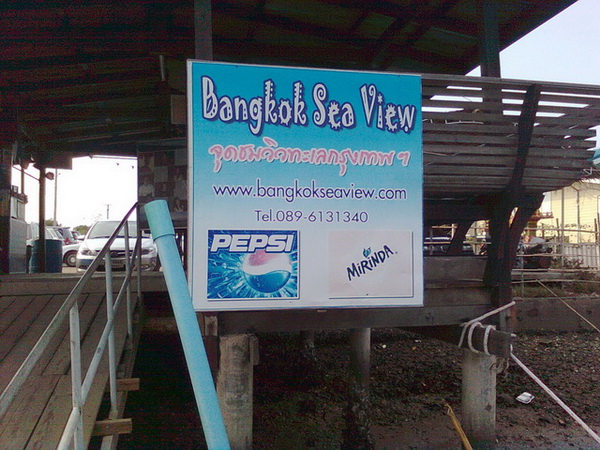 Bangkok Sea View
จุดชมวิวทะเลกรุงเทพ ฯ
www.bangkokseaview.com
Tel.089-6131340
PEPSI
MIRINDA